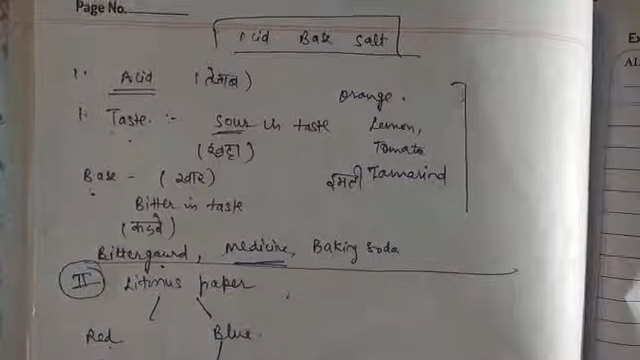 Page No.
Acid Base Salt
1. Acid (तेजाब)
orange.
1. Taste :- Sour in taste Lemon,
(खट्टा) Tomato
Base - (खार) इमली Tamarind
Bitter in taste
(कड़वे)
Bittergaurd, Medicine, Baking Soda
II Litmus paper
Red Blue.